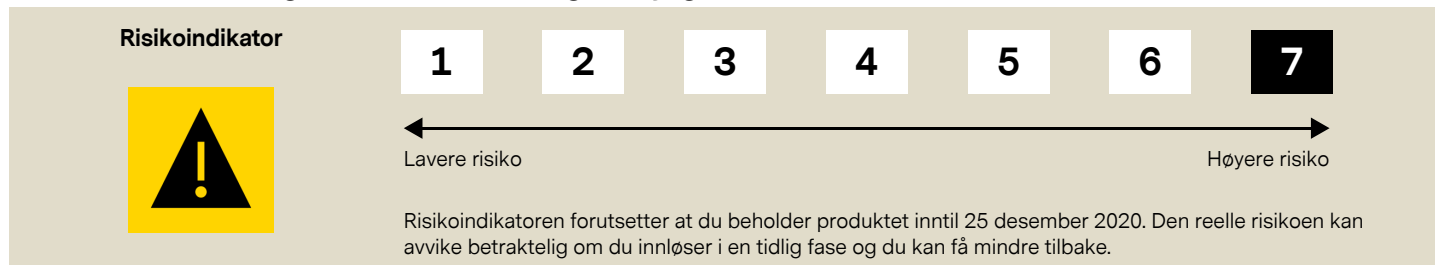 Risikoindikator
1 2 3 4 5 6 7
Lavere risiko Høyere risiko
Risikoindikatoren forutsetter at du beholder produktet inntil 25 desember 2020. Den reelle risikoen kan
avvike betraktelig om du innløser i en tidlig fase og du kan få mindre tilbake.